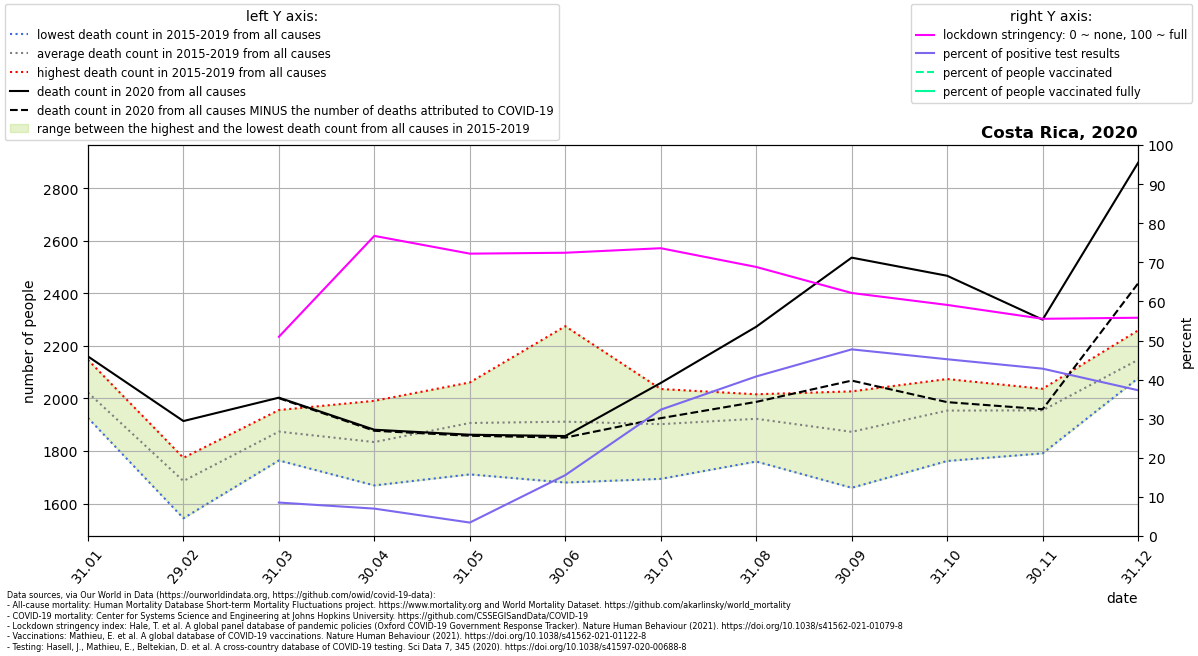 left Y axis:
lowest death count in 2015-2019 from all causes
average death count in 2015-2019 from all causes
highest death count in 2015-2019 from all causes
death count in 2020 from all causes
death count in 2020 from all causes MINUS the number of deaths attributed to COVID-19
range between the highest and the lowest death count from all causes in 2015-2019
right Y axis:
lockdown stringency: 0 ~ none, 100 ~ full
percent of positive test results
percent of people vaccinated
percent of people vaccinated fully
Costa Rica, 2020
number of people
2800
2600
2400
2200
2000
1800
1600
100
90
80
70
60
50
40
30
20
10
0
percent
31.01
29.02
31.03
30.04
31.05
30.06
31.07
31.08
30.09
31.10
30.11
31.12
date
Data sources, via Our World in Data (https://ourworldindata.org, https://github.com/owid/covid-19-data):
- All-cause mortality: Human Mortality Database Short-term Mortality Fluctuations project. https://www.mortality.org and World Mortality Dataset. https://github.com/akarlinsky/world_mortality
- COVID-19 mortality: Center for Systems Science and Engineering at Johns Hopkins University. https://github.com/CSSEGISandData/COVID-19
- Lockdown stringency index: Hale, T. et al. A global panel database of pandemic policies (Oxford COVID-19 Government Response Tracker). Nature Human Behaviour (2021). https://doi.org/10.1038/s41562-021-01079-8
- Vaccinations: Mathieu, E. et al. A global database of COVID-19 vaccinations. Nature Human Behaviour (2021). https://doi.org/10.1038/s41562-021-01122-8
- Testing: Hasell, J., Mathieu, E., Beltekian, D. et al. A cross-country database of COVID-19 testing. Sci Data 7, 345 (2020). https://doi.org/10.1038/s41597-020-00688-8